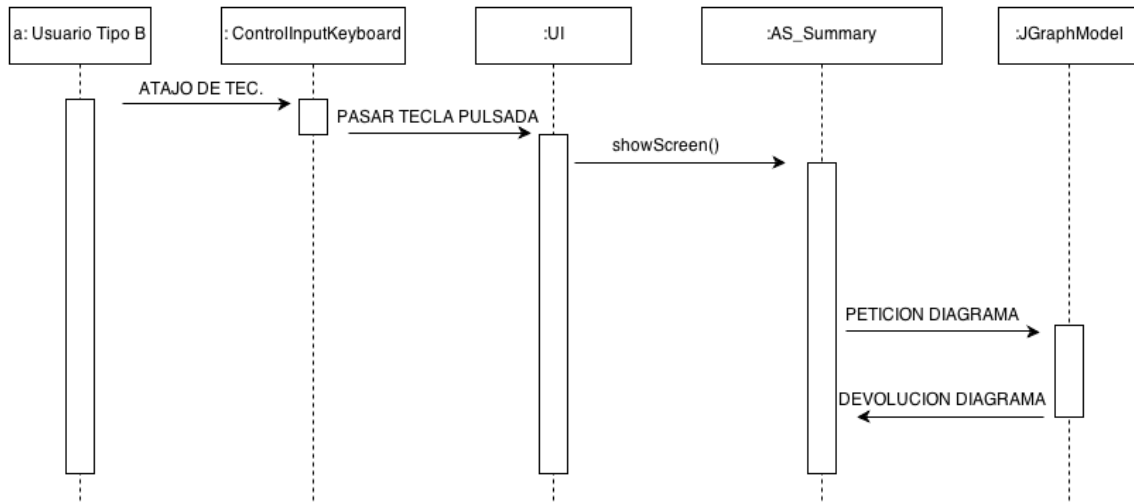 a: Usuario Tipo B
: ControlInputKeyboard
:UI
:AS_Summary
:JGraphModel
ATAJO DE TEC.
PASAR TECLA PULSADA
showScreen()
PETICION DIAGRAMA
DEVOLUCION DIAGRAMA